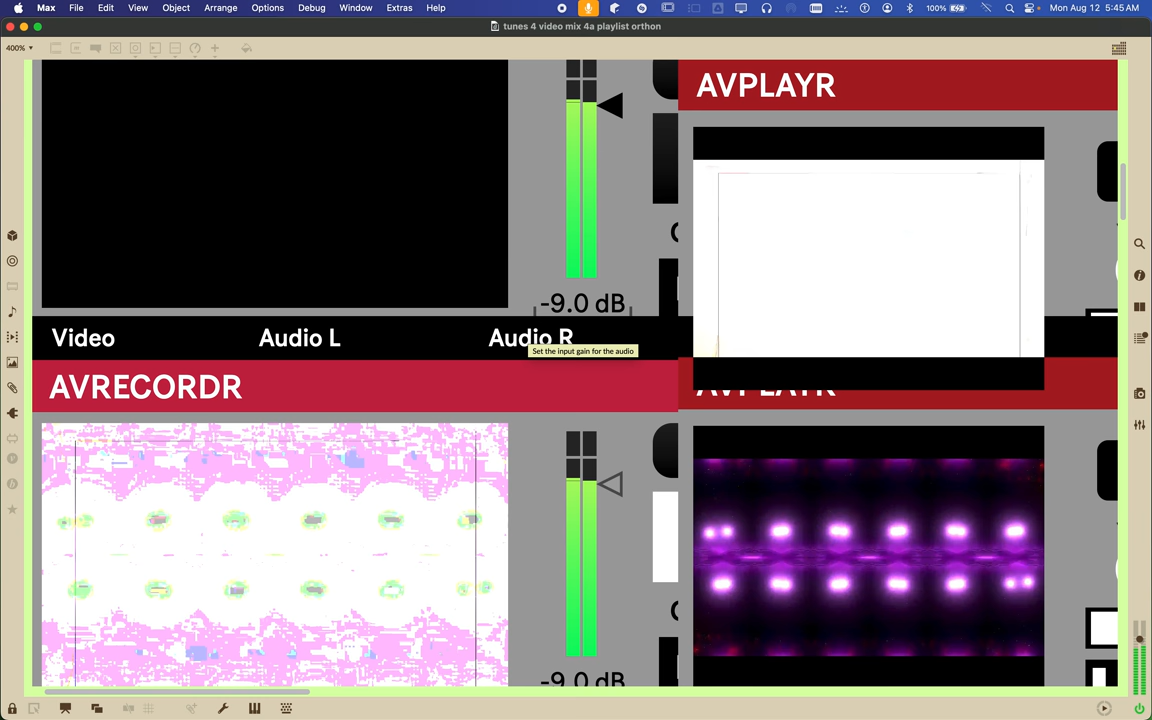 Max File Edit View Object Arrange Options Debug Window Extras Help 100% Mon Aug 12 5:45 AM
tunes 4 video mix 4a playlist orthon
400%
AVPLAYR
-9.0 dB
Video Audio L Audio R
Set the input gain for the audio
AVRECORDR
AVPLAYR
-9.0 dB